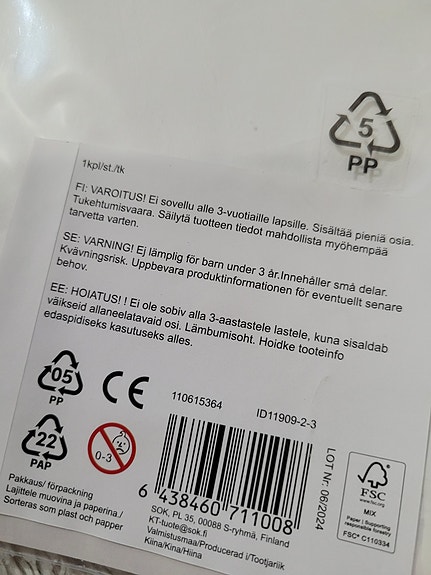 5
PP
1kpl/st./tk
FI: VAROITUS! Ei sovellu alle 3-vuotiaille lapsille. Sisältää pieniä osia.
Tukehtumisvaara. Säilytä tuotteen tiedot mahdollista myöhempää
tarvetta varten.
SE: VARNING! Ej lämplig för barn under 3 år.Innehåller små delar.
Kvävningsrisk. Uppbevara produktinformationen för eventuellt senare
behov.
EE: HOIATUS! ! Ei ole sobiv alla 3-aastastele lastele, kuna sisaldab
väikseid allaneelatavaid osi. Lämbumisoht. Hoidke tooteinfo
edaspidiseks kasutuseks alles.
05
PP
CE
110615364
ID11909-2-3
22
PAP
0-3
6 438460 711008
LOT Nr: 06/2024
FSC
www.fsc.org
MIX
Paper | Supporting
responsible forestry
FSC® C110334
Pakkaus/ förpackning
Lajittele muovina ja paperina./
Sorteras som plast och papper
SOK, PL 35, 00088 S-ryhmä, Finland
KT-tuote@sok.fi
Valmistusmaa/Producerad i/Tootjariik
Kiina/Kina/Hiina